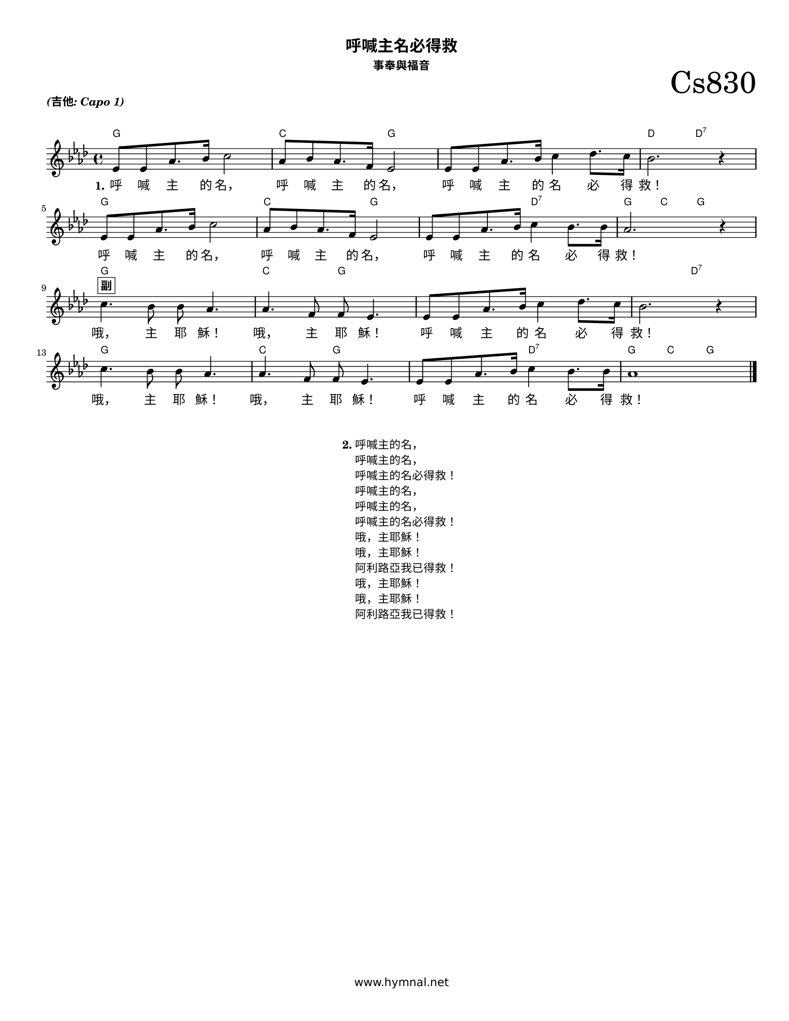 呼喊主名必得救
事奉與福音
Cs830
(吉他: Capo 1)
G C G D D7
1. 呼 喊 主 的名， 呼 喊 主 的名， 呼 喊 主 的 名 必 得 救！
5 G C G D7 G C G
呼 喊 主 的名， 呼 喊 主 的名， 呼 喊 主 的 名 必 得 救！
9 G C G D7
副
哦， 主 耶 穌！ 哦， 主 耶 穌！ 呼 喊 主 的 名 必 得 救！
13 G C G D7 G C G
哦， 主 耶 穌！ 哦， 主 耶 穌！ 呼 喊 主 的 名 必 得 救！
2. 呼喊主的名，
呼喊主的名，
呼喊主的名必得救！
呼喊主的名，
呼喊主的名，
呼喊主的名必得救！
哦，主耶穌！
哦，主耶穌！
阿利路亞我已得救！
哦，主耶穌！
哦，主耶穌！
阿利路亞我已得救！
www.hymnal.net